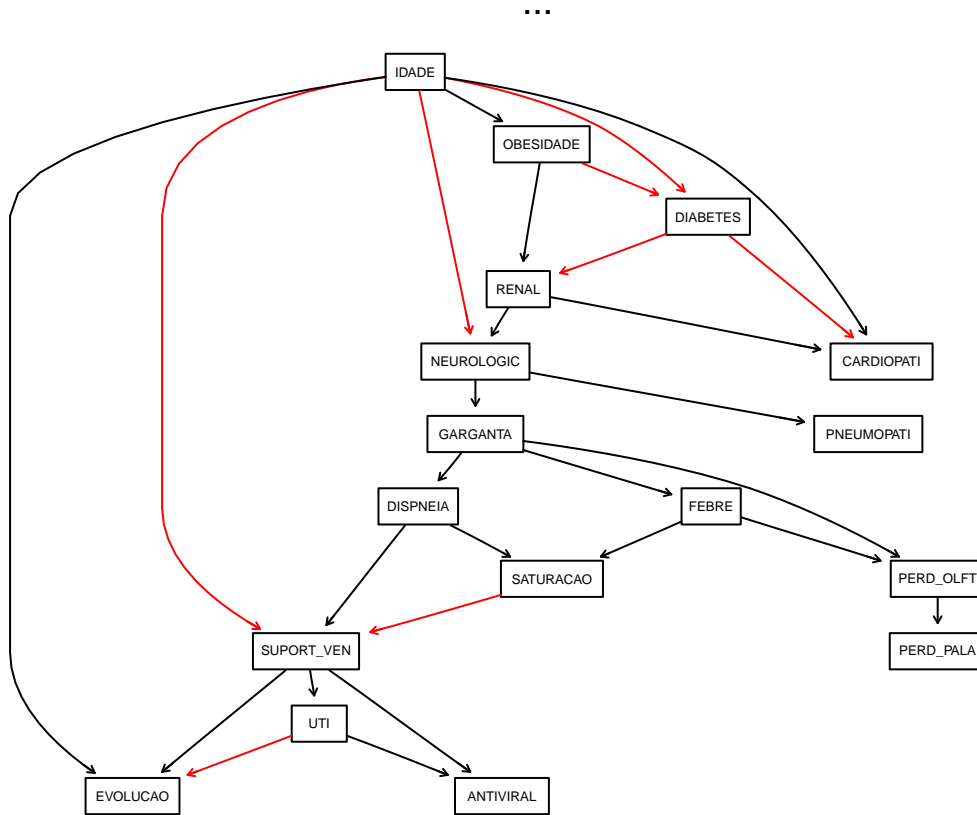 ...
IDADE
OBESIDADE
DIABETES
RENAL
NEUROLOGIC
CARDIOPATI
GARGANTA
PNEUMOPATI
DISPNEIA
FEBRE
SATURACAO
PERD_OLFT
SUPORT_VEN
PERD_PALA
UTI
EVOLUCAO
ANTIVIRAL